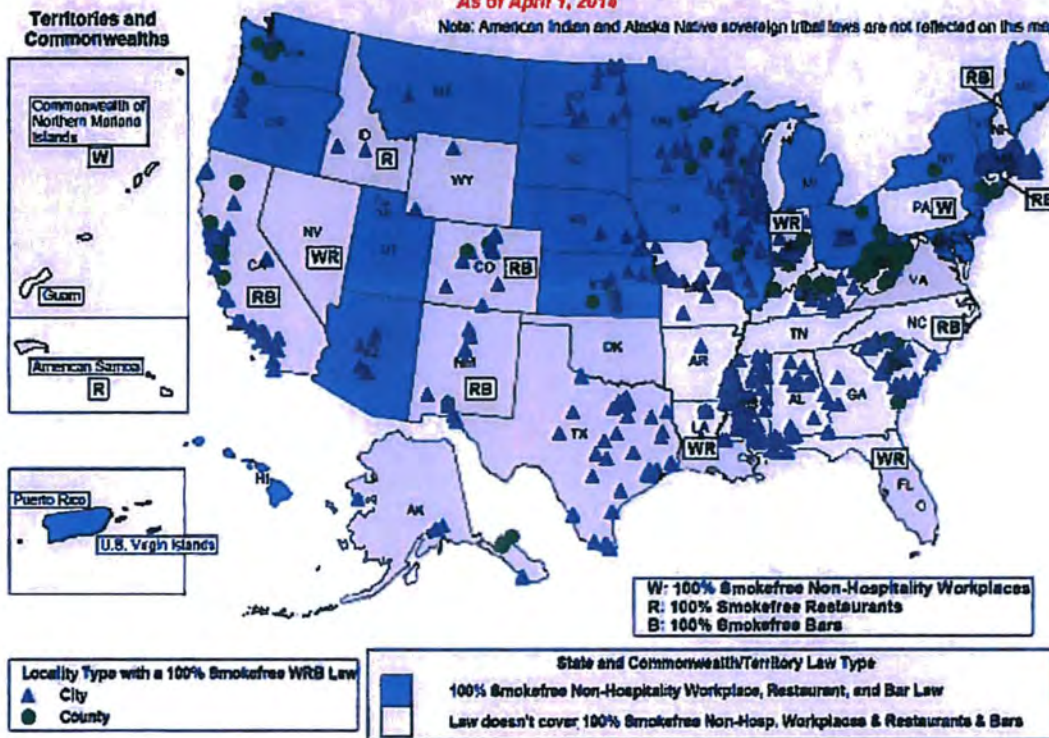 As of April 1, 2014
Note: American Indian and Alaska Native sovereign tribal laws are not reflected on this
Territories and
Commonwealths
Commonwealth of
Northern Mariana
Islands
W
Guam
American Samoa
R
Puerto Rico
U.S. Virgin Islands
ID
R
WY
NV
WR
UT
CA
RB
CO
RB
NM
RB
OK
TX
AR
LA
WR
TN
AL
GA
FL
WR
NC
RB
VA
PA
W
NY
NH
RB
RB
MI
WR
HI
AK
W: 100% Smokefree Non-Hospitality Workplaces
R: 100% Smokefree Restaurants
B: 100% Smokefree Bars
Locality Type with a 100% Smokefree WRB Law
City
County
State and Commonwealth/Territory Law Type
100% Smokefree Non-Hospitality Workplace, Restaurant, and Bar Law
Law doesn't cover 100% Smokefree Non-Hosp. Workplaces & Restaurants & Bars